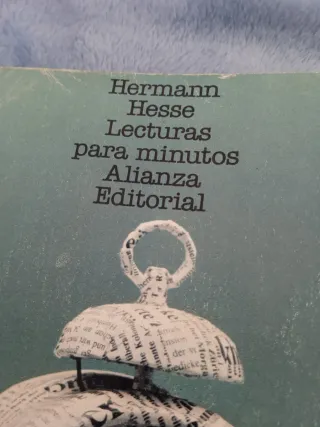 Hermann
Hesse
Lecturas
para minutos
Alianza
Editorial